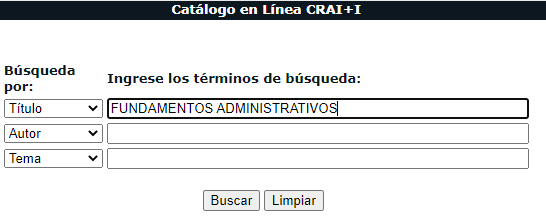 Catálogo en Línea CRAI+I
Búsqueda por:
Ingrese los términos de búsqueda:
Título
FUNDAMENTOS ADMINISTRATIVOS
Autor
Tema
Buscar Limpiar